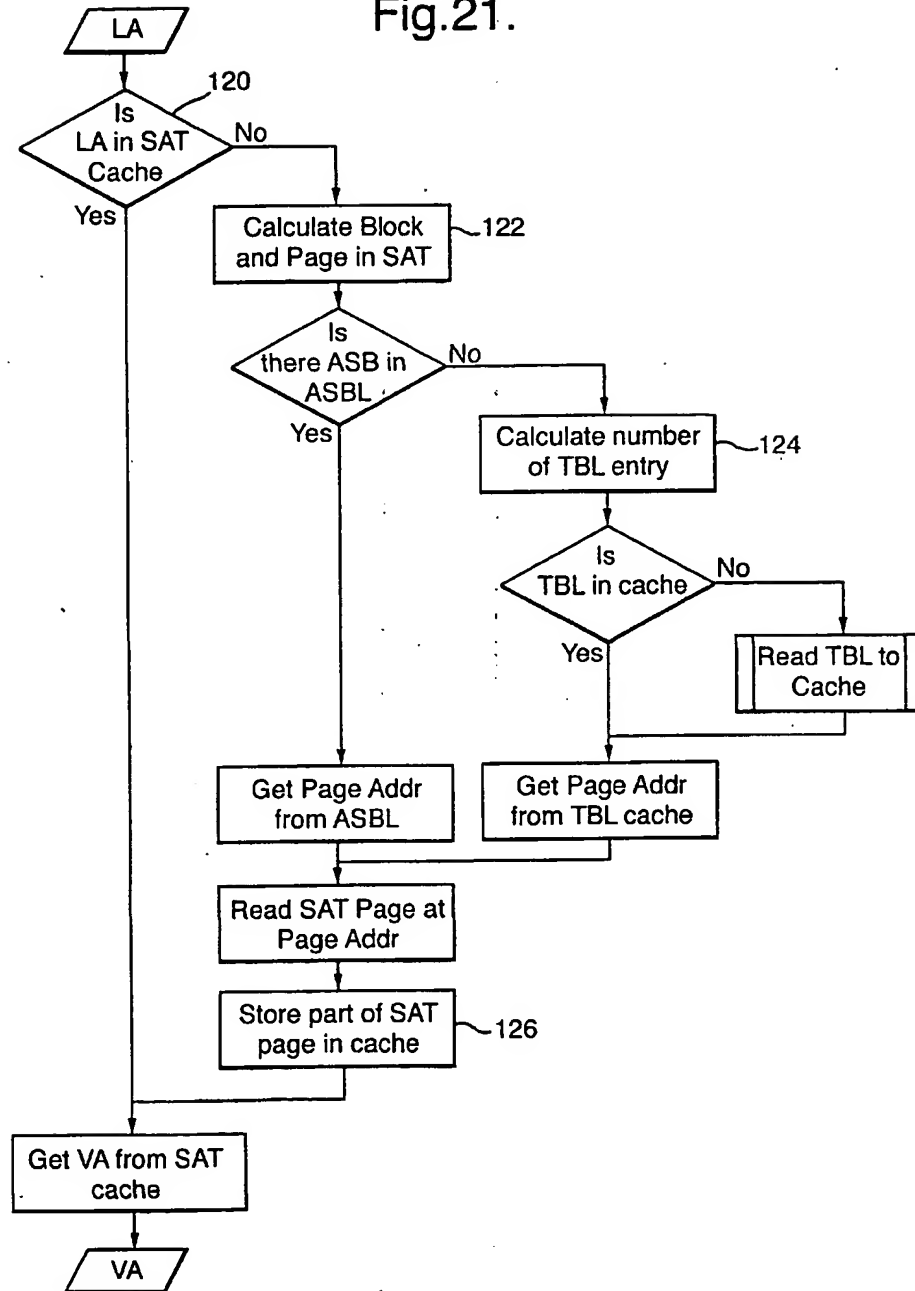 Fig.21.
LA
120
Is
LA in SAT
Cache
No
Yes
Calculate Block
and Page in SAT
122
Is
there ASB in
ASBL
No
Yes
Calculate number
of TBL entry
124
Is
TBL in cache
No
Yes
Read TBL to
Cache
Get Page Addr
from ASBL
Get Page Addr
from TBL cache
Read SAT Page at
Page Addr
Store part of SAT
page in cache
126
Get VA from SAT
cache
VA